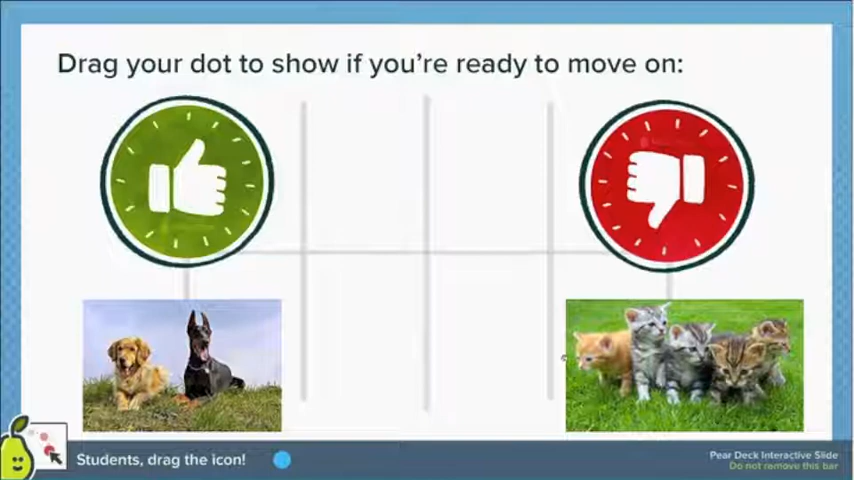 Drag your dot to show if you're ready to move on:
Students, drag the icon!
Pear Deck Interactive Slide
Do not remove this bar